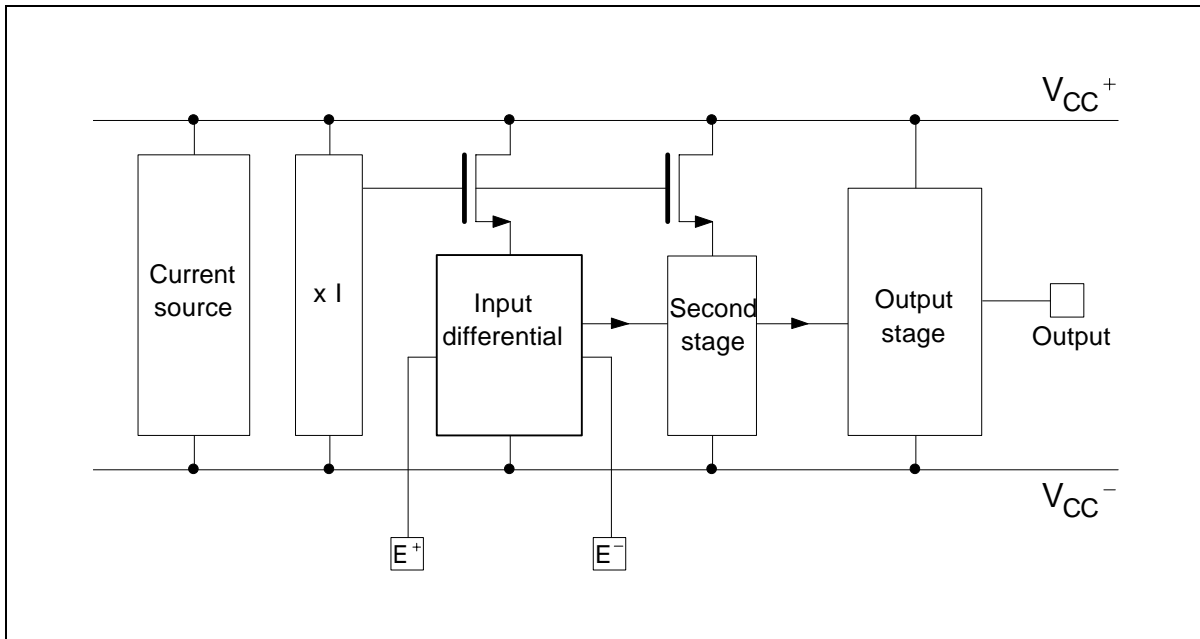 V_CC^+
Current
source
x I
Input
differential
Second
stage
Output
stage
Output
V_CC^−
E^+
E^−